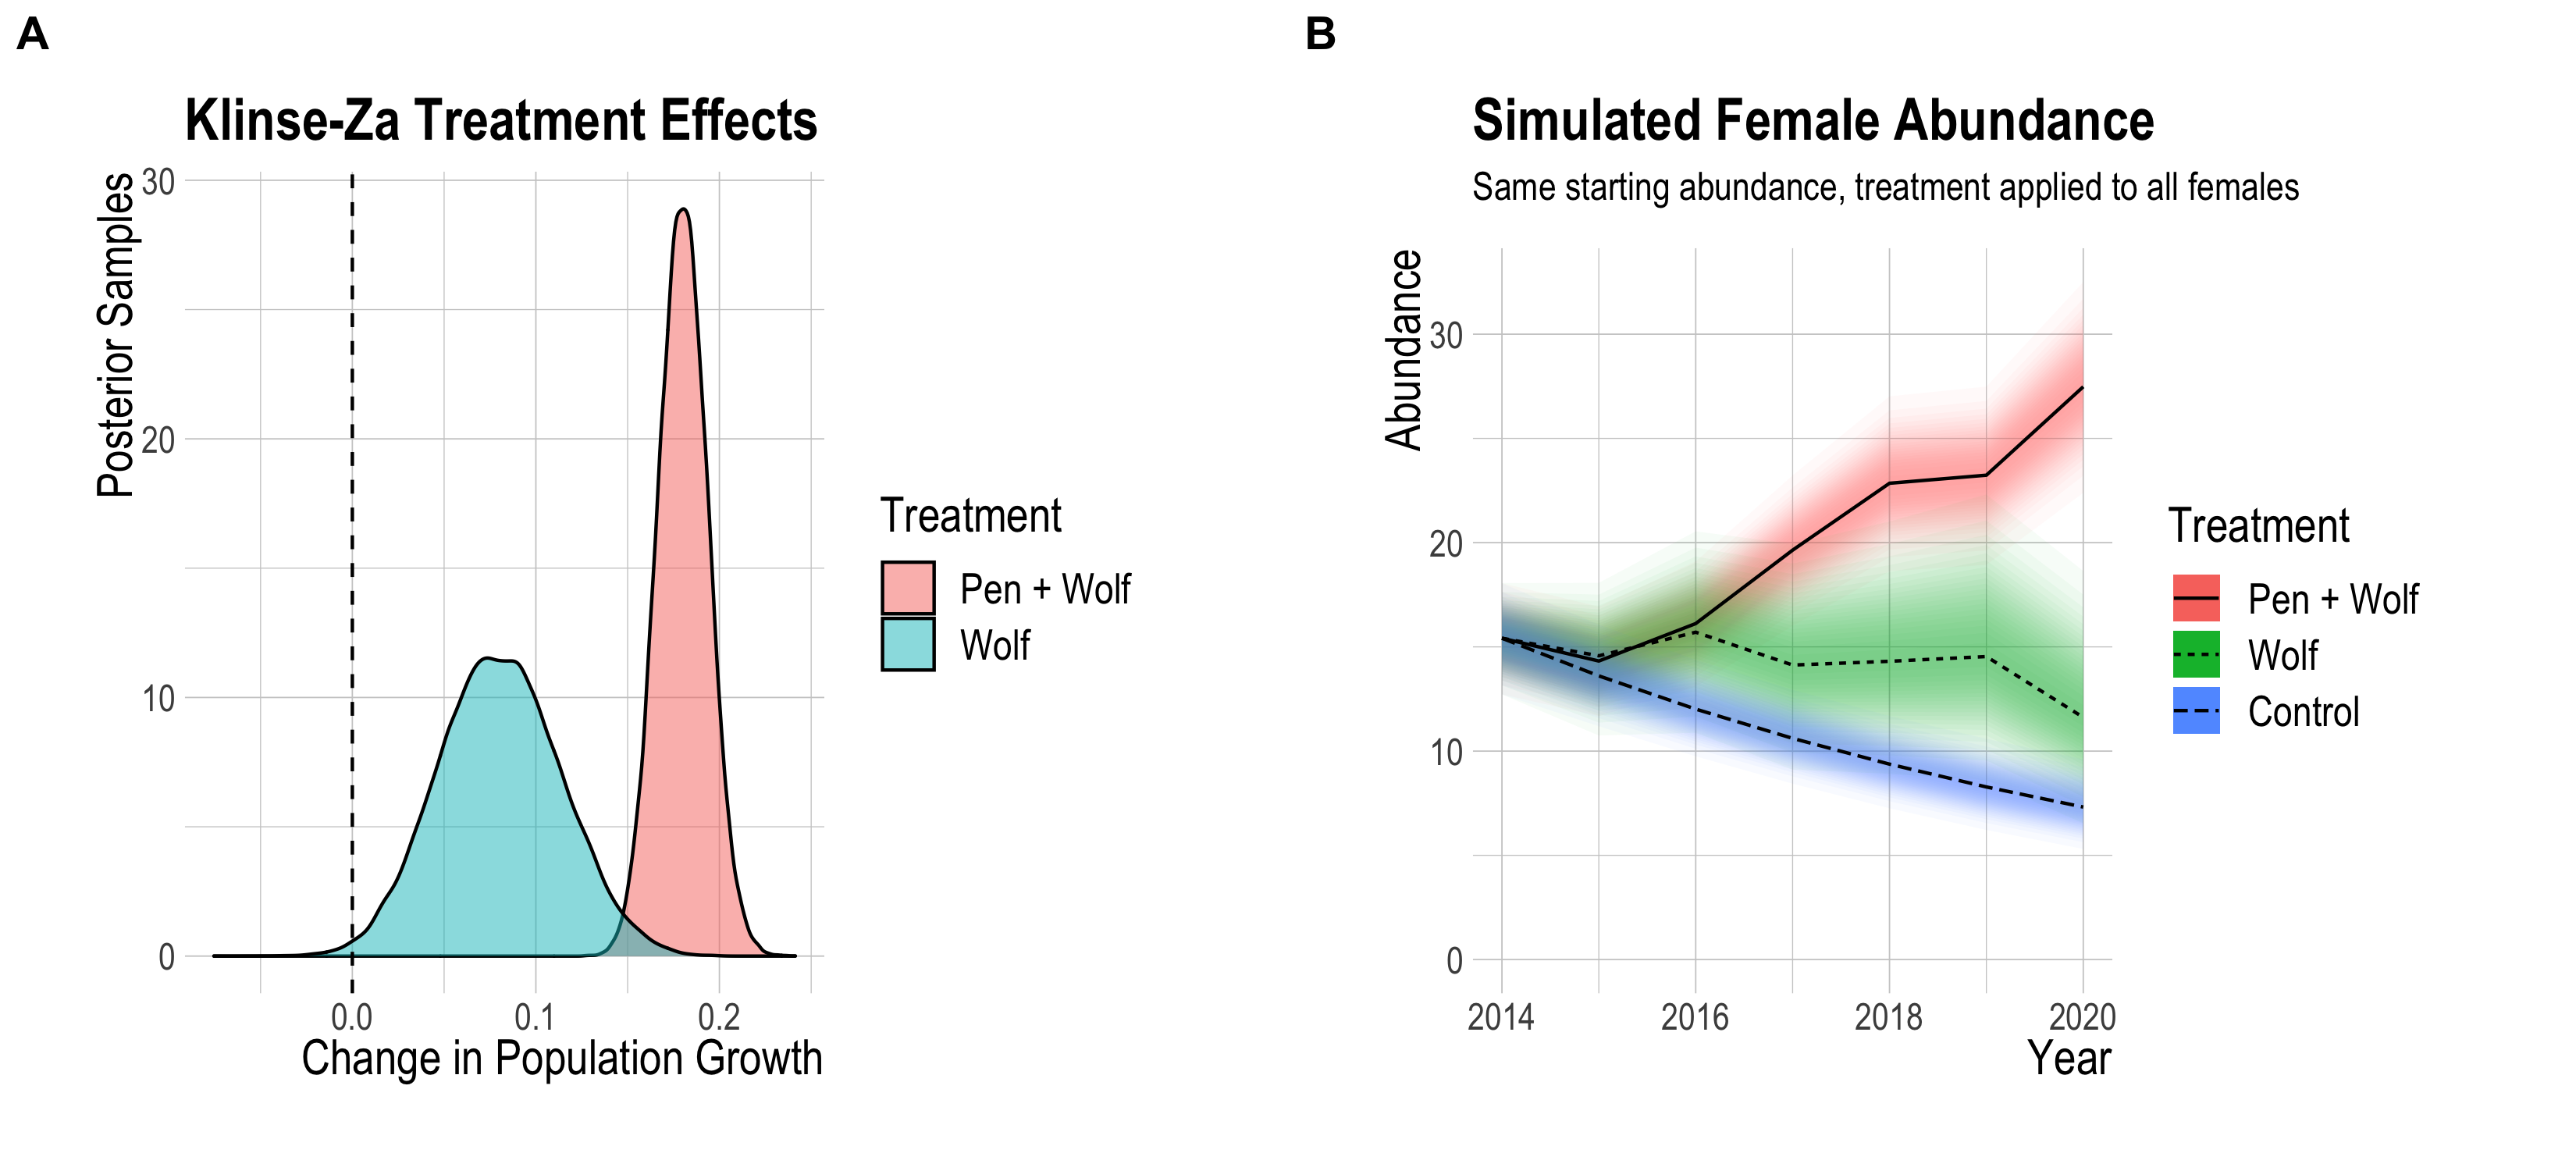 A
Klinse-Za Treatment Effects
Posterior Samples
30
20
10
0
0.0
0.1
0.2
Change in Population Growth
Treatment
Pen + Wolf
Wolf
B
Simulated Female Abundance
Same starting abundance, treatment applied to all females
Abundance
30
20
10
0
2014
2016
2018
2020
Year
Treatment
Pen + Wolf
Wolf
Control